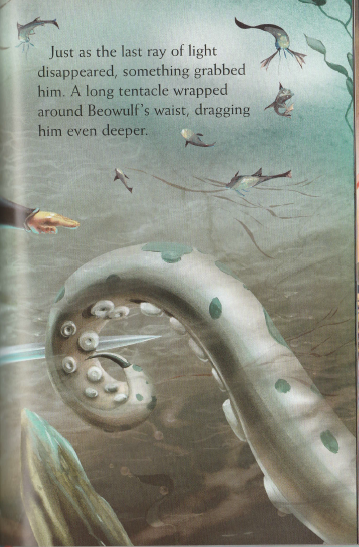 Just as the last ray of light
disappeared, something grabbed
him. A long tentacle wrapped
around Beowulf's waist, dragging
him even deeper.